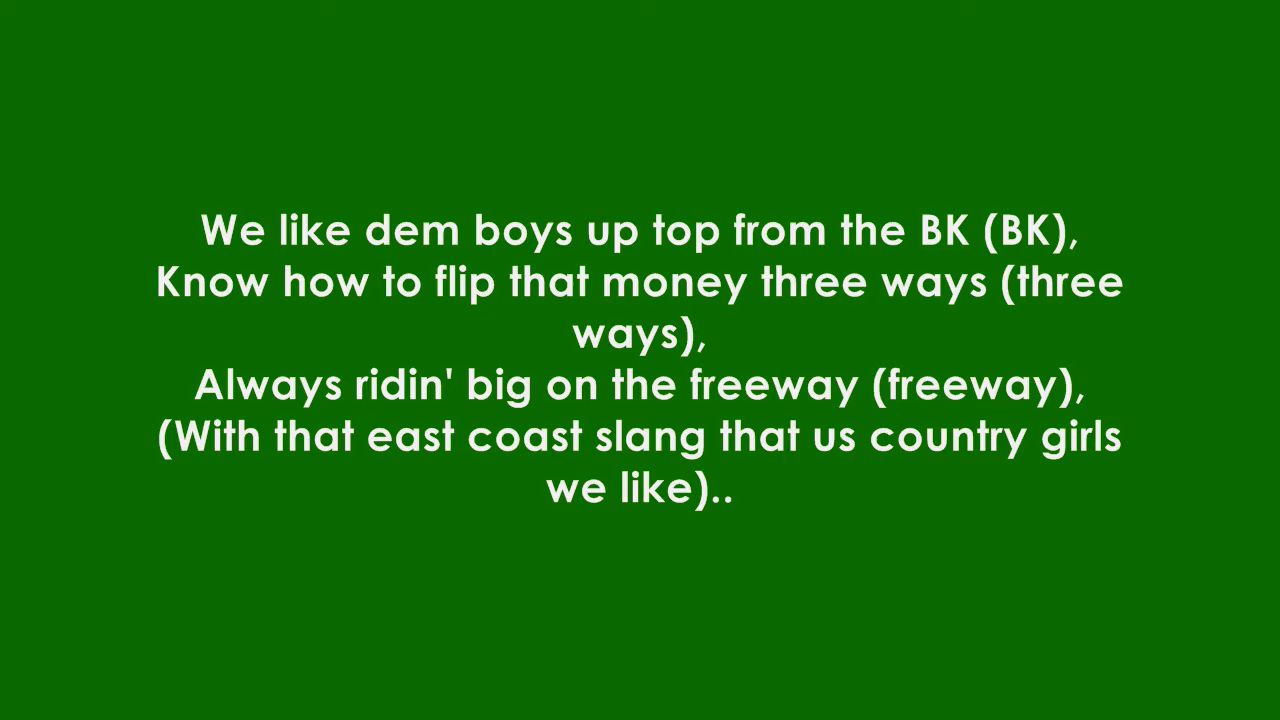 We like dem boys up top from the BK (BK),
Know how to flip that money three ways (three
ways),
Always ridin' big on the freeway (freeway),
(With that east coast slang that us country girls
we like)..